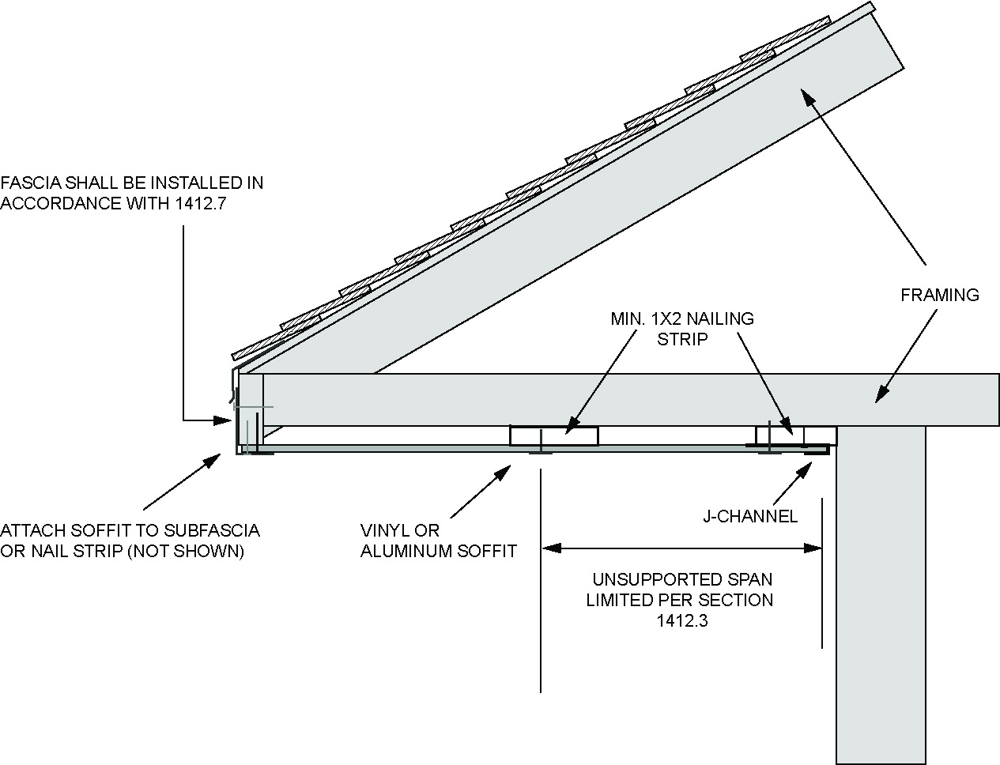 FASCIA SHALL BE INSTALLED IN
ACCORDANCE WITH 1412.7
FRAMING
MIN. 1X2 NAILING
STRIP
J-CHANNEL
ATTACH SOFFIT TO SUBFASCIA
OR NAIL STRIP (NOT SHOWN)
VINYL OR
ALUMINUM SOFFIT
UNSUPPORTED SPAN
LIMITED PER SECTION
1412.3